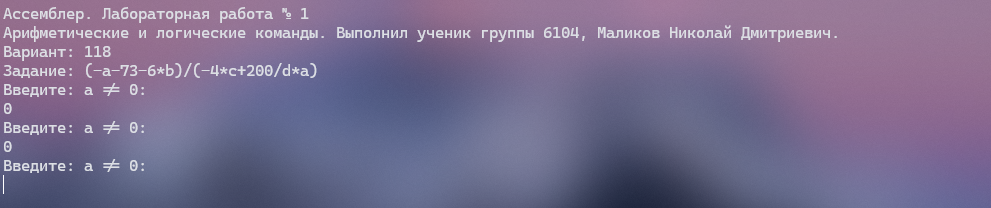 Ассемблер. Лабораторная работа № 1
Арифметические и логические команды. Выполнил ученик группы 6104, Маликов Николай Дмитриевич.
Вариант: 118
Задание: (-a-73-6*b)/(-4*c+200/d*a)
Введите: a ≠ 0:
0
Введите: a ≠ 0:
0
Введите: a ≠ 0: